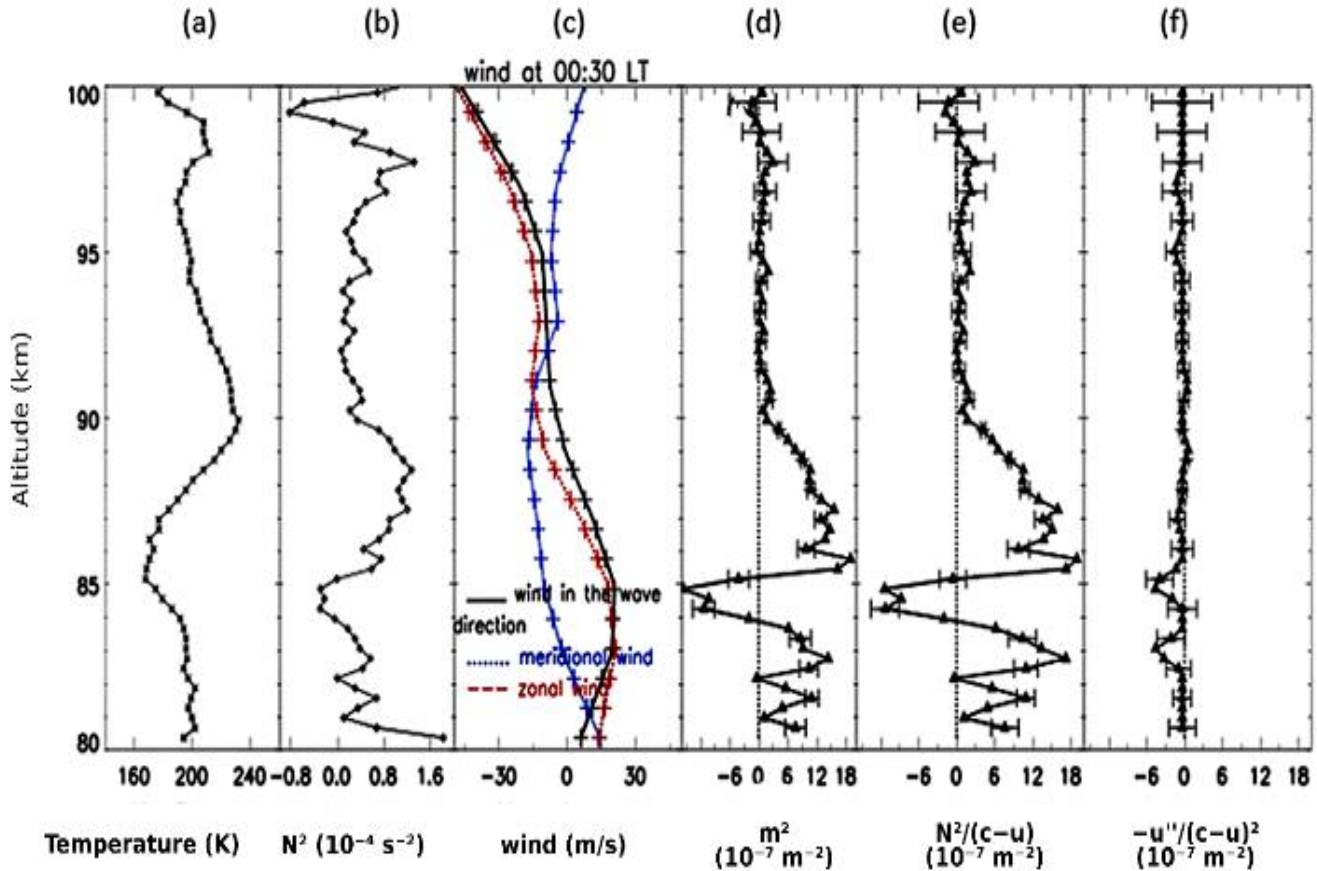 (a) (b) (c) (d) (e) (f)
wind at 00:30 LT
100
95
90
85
80
Altitude (km)
wind in the wave
direction
meridional wind
zonal wind
160 200 240 −0.8 0.0 0.8 1.6 −30 0 30 −6 0 6 12 18 −6 0 6 12 18 −6 0 6 12 18
Temperature (K) N² (10⁻⁴ s⁻²) wind (m/s) m² N²/(c−u) −u''/(c−u)²
(10⁻⁷ m⁻²) (10⁻⁷ m⁻²) (10⁻⁷ m⁻²)